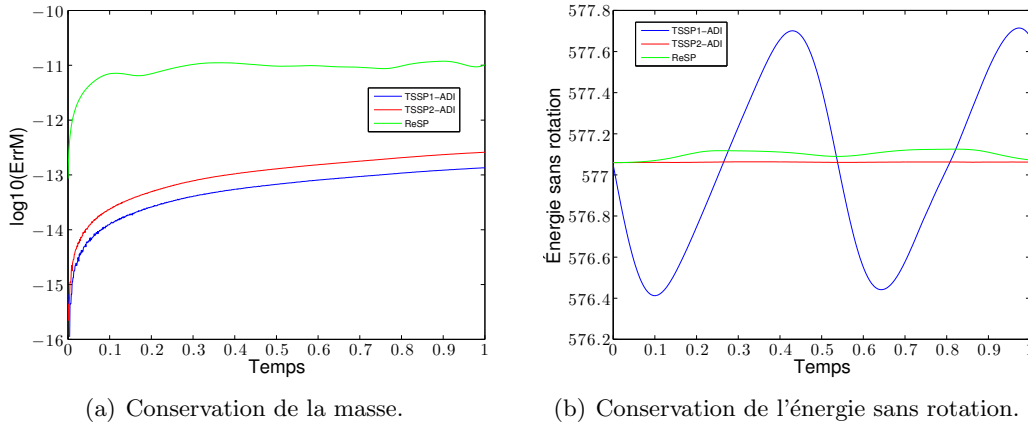 −10
−11
−12
−13
−14
−15
−16
log10(ErrM)
TSSP1−ADI
TSSP2−ADI
ReSP
0 0.1 0.2 0.3 0.4 0.5 0.6 0.7 0.8 0.9 1
Temps
(a) Conservation de la masse.
577.8
577.6
577.4
577.2
577
576.8
576.6
576.4
576.2
Énergie sans rotation
TSSP1−ADI
TSSP2−ADI
ReSP
0 0.1 0.2 0.3 0.4 0.5 0.6 0.7 0.8 0.9 1
Temps
(b) Conservation de l'énergie sans rotation.